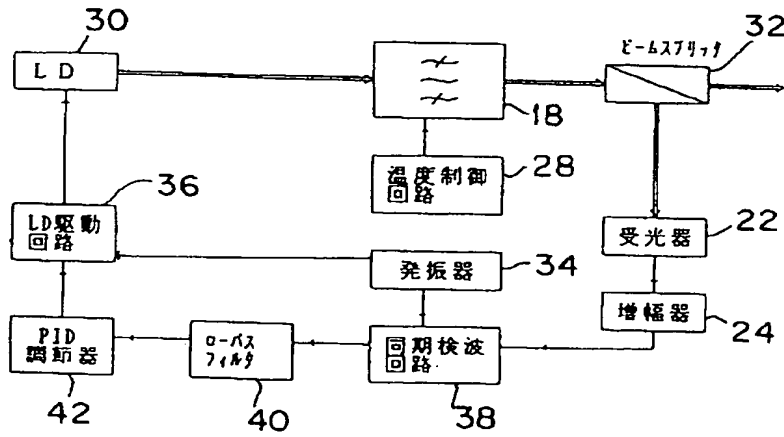 30
LD
ビームスプリッタ
32
18
温度制御
回路
28
36
LD駆動
回路
受光器
22
発振器
34
増幅器
24
PID
調節器
42
ローパス
フィルタ
40
同期検波
回路
38